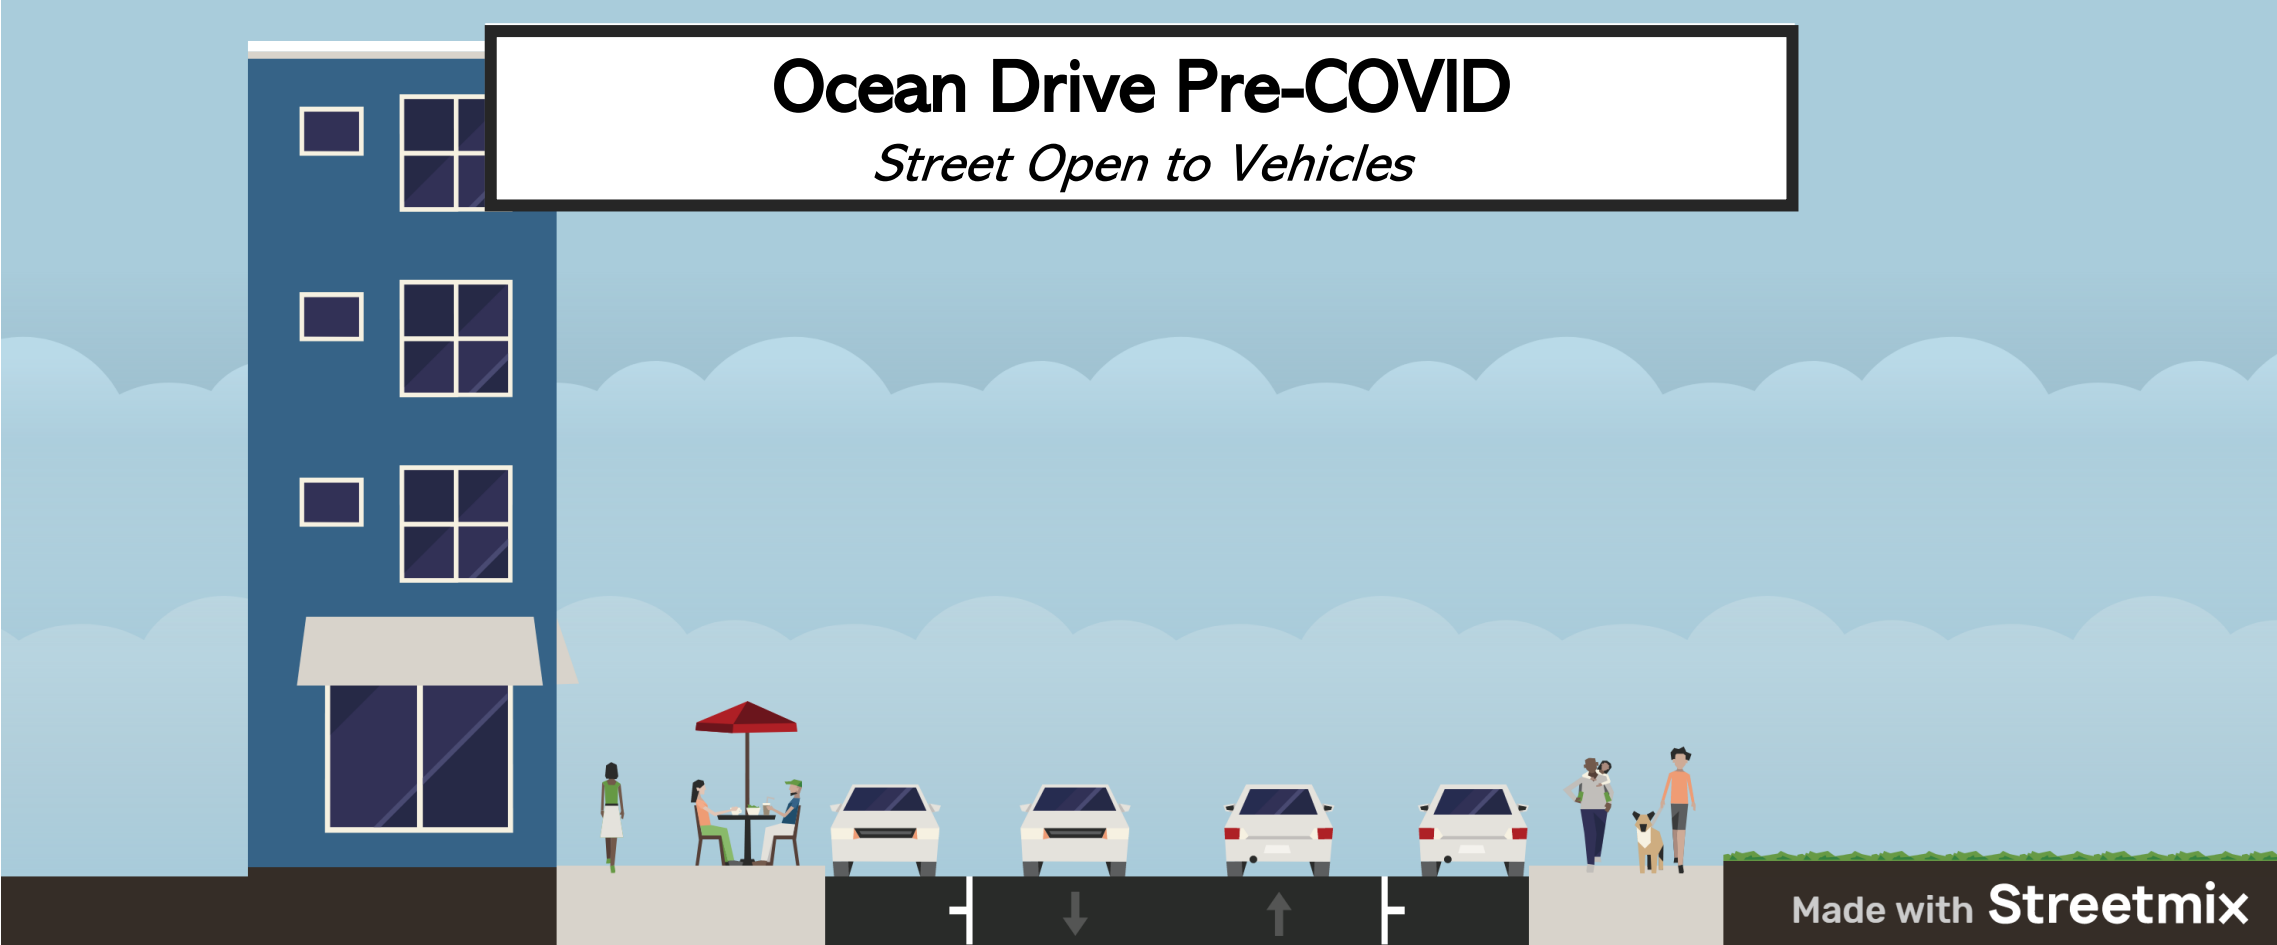 Ocean Drive Pre-COVID
Street Open to Vehicles
Made with Streetmix